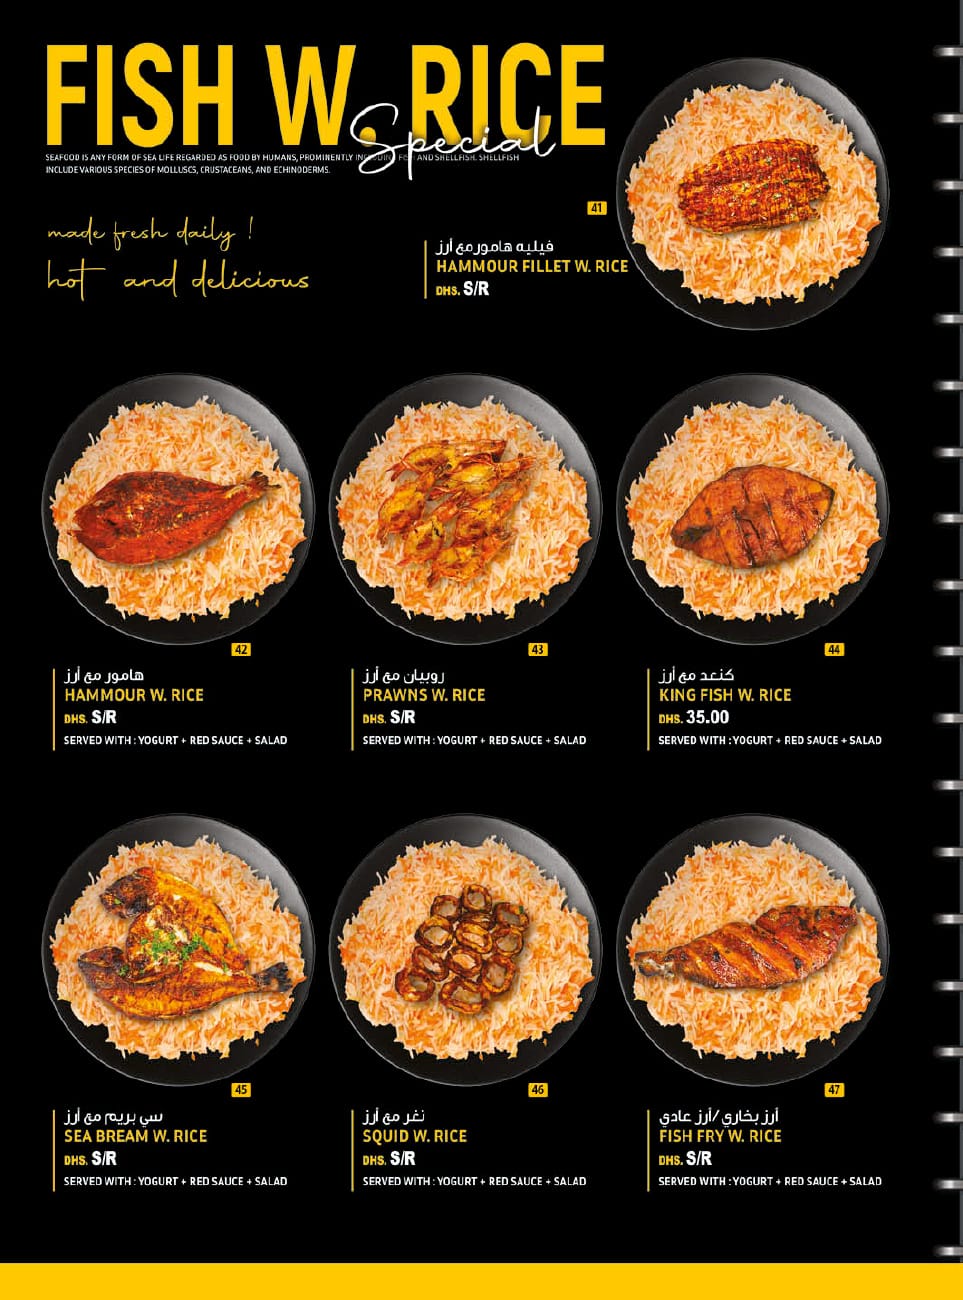 FISH W. RICE
Special
SEAFOOD IS ANY FORM OF SEA LIFE REGARDED AS FOOD BY HUMANS, PROMINENTLY INCLUDING FISH AND SHELLFISH. SHELLFISH
INCLUDE VARIOUS SPECIES OF MOLLUSCS, CRUSTACEANS, AND ECHINODERMS.
made fresh daily !
hot and delicious
41
فيليه هامور مع أرز
HAMMOUR FILLET W. RICE
DHS. S/R
42
هامور مع أرز
HAMMOUR W. RICE
DHS. S/R
SERVED WITH : YOGURT + RED SAUCE + SALAD
43
روبيان مع أرز
PRAWNS W. RICE
DHS. S/R
SERVED WITH : YOGURT + RED SAUCE + SALAD
44
كنعد مع أرز
KING FISH W. RICE
DHS. 35.00
SERVED WITH : YOGURT + RED SAUCE + SALAD
45
سي بريم مع أرز
SEA BREAM W. RICE
DHS. S/R
SERVED WITH : YOGURT + RED SAUCE + SALAD
46
نغر مع أرز
SQUID W. RICE
DHS. S/R
SERVED WITH : YOGURT + RED SAUCE + SALAD
47
أرز بخاري /أرز عادي
FISH FRY W. RICE
DHS. S/R
SERVED WITH : YOGURT + RED SAUCE + SALAD